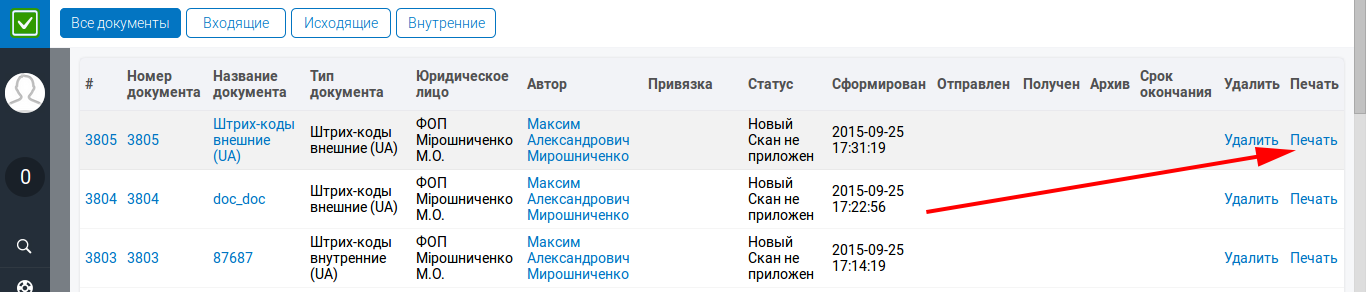 Все документы Входящие Исходящие Внутренние
# Номер документа Название документа Тип документа Юридическое лицо Автор Привязка Статус Сформирован Отправлен Получен Архив Срок окончания Удалить Печать
3805 3805 Штрих-коды внешние (UA) Штрих-коды внешние (UA) ФОП Мірошниченко М.О. Максим Александрович Мирошниченко Новый Скан не приложен 2015-09-25 17:31:19 Удалить Печать
0
3804 3804 doc_doc Штрих-коды внешние (UA) ФОП Мірошниченко М.О. Максим Александрович Мирошниченко Новый Скан не приложен 2015-09-25 17:22:56 Удалить Печать
3803 3803 87687 Штрих-коды внутренние (UA) ФОП Мірошниченко М.О. Максим Александрович Мирошниченко Новый Скан не приложен 2015-09-25 17:14:19 Удалить Печать